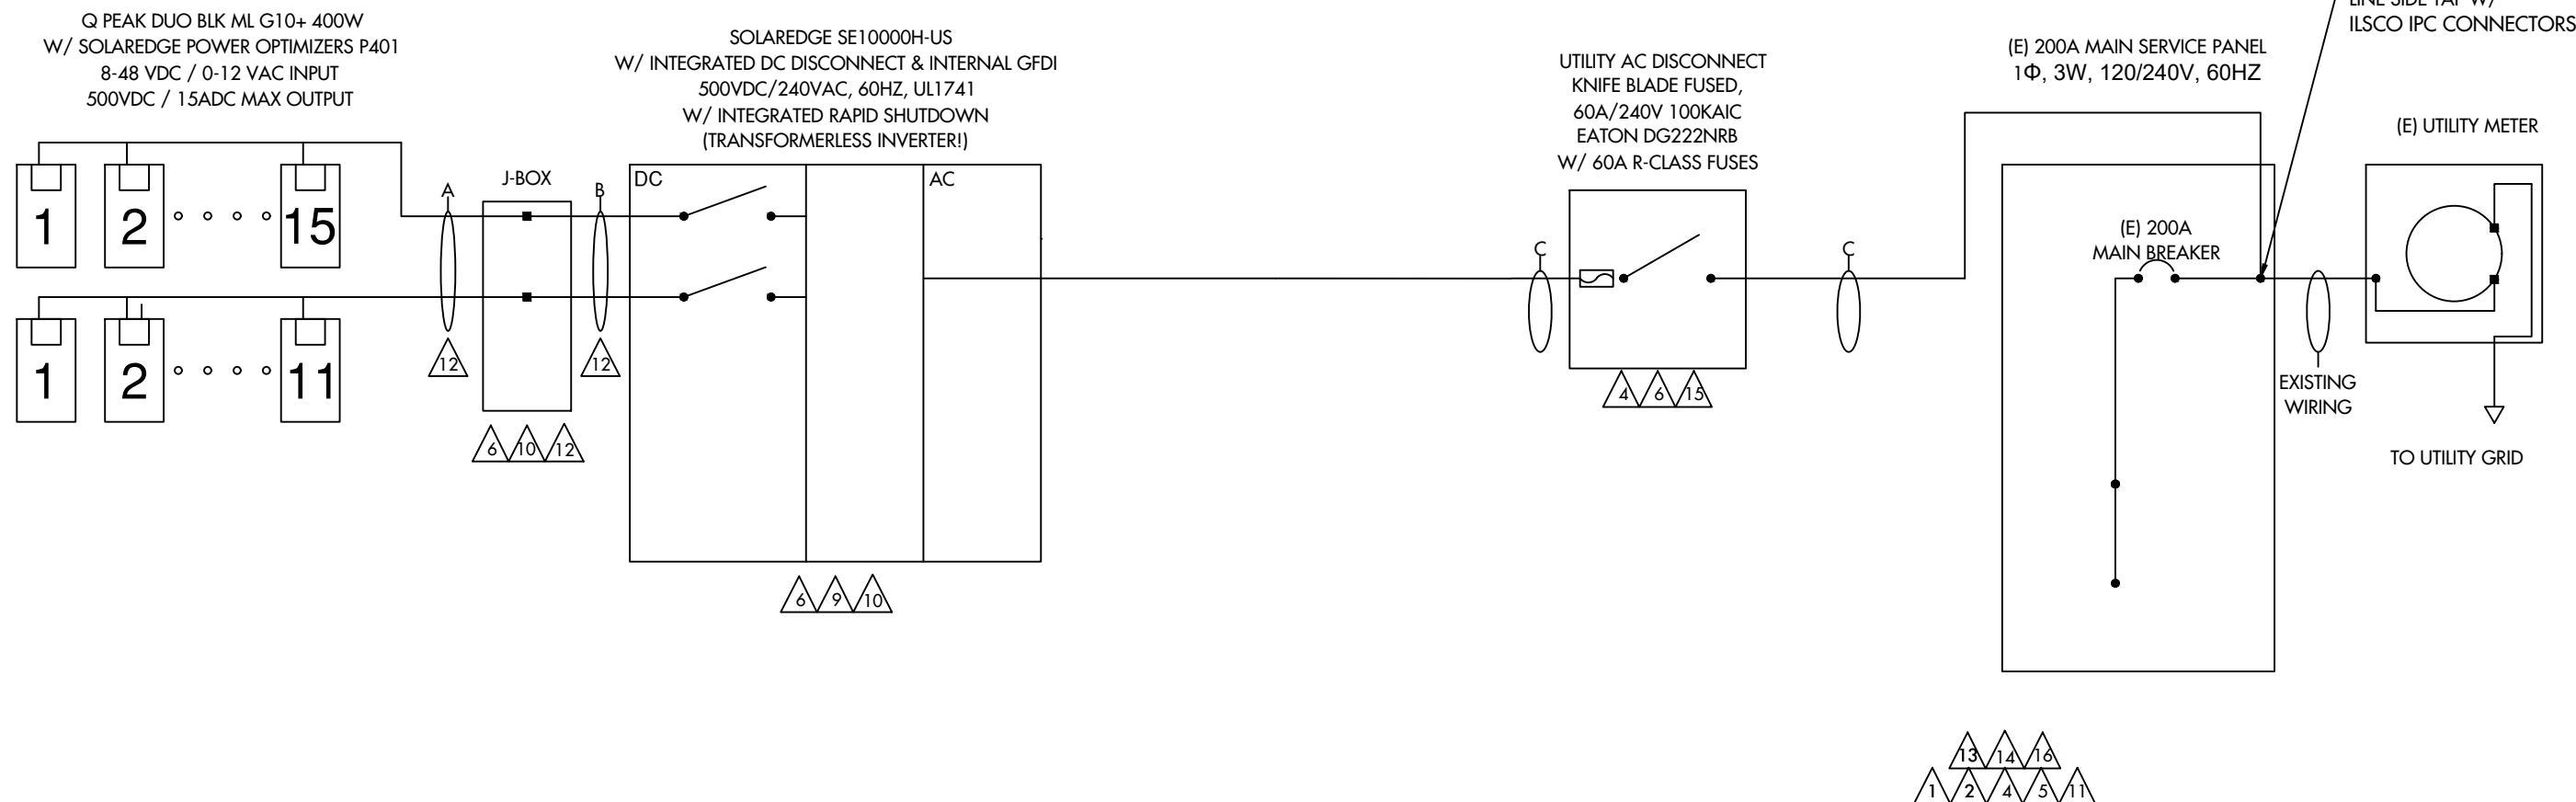 Q PEAK DUO BLK ML G10+ 400W
W/ SOLAREDGE POWER OPTIMIZERS P401
8-48 VDC / 0-12 VAC INPUT
500VDC / 15ADC MAX OUTPUT
SOLAREDGE SE10000H-US
W/ INTEGRATED DC DISCONNECT & INTERNAL GFDI
500VDC/240VAC, 60HZ, UL1741
W/ INTEGRATED RAPID SHUTDOWN
(TRANSFORMERLESS INVERTER!)
UTILITY AC DISCONNECT
KNIFE BLADE FUSED,
60A/240V 100KAIC
EATON DG222NRB
W/ 60A R-CLASS FUSES
(E) 200A MAIN SERVICE PANEL
1Φ, 3W, 120/240V, 60HZ
LINE SIDE TAP W/
ILSCO IPC CONNECTORS
(E) UTILITY METER
1 2 15
A
J-BOX
B
DC
AC
C
C
(E) 200A
MAIN BREAKER
1 2 11
12
12
6 10 12
4 6 15
EXISTING
WIRING
TO UTILITY GRID
6 9 10
13 14 16
1 2 4 5 11